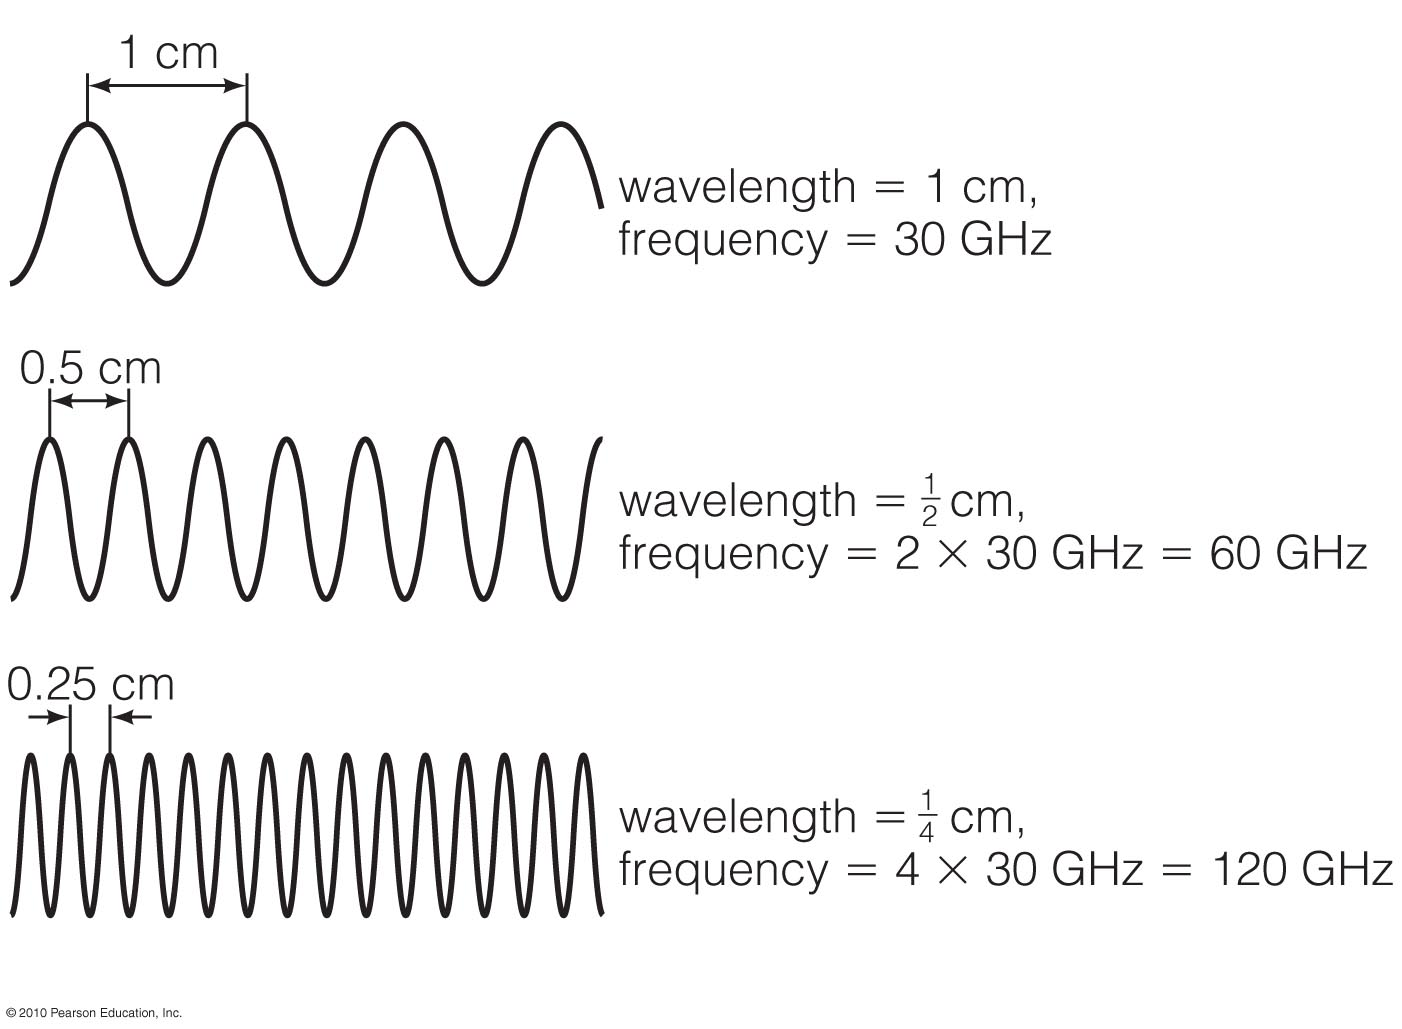 1 cm
wavelength = 1 cm,
frequency = 30 GHz
0.5 cm
wavelength = 1/2 cm,
frequency = 2 × 30 GHz = 60 GHz
0.25 cm
wavelength = 1/4 cm,
frequency = 4 × 30 GHz = 120 GHz
© 2010 Pearson Education, Inc.